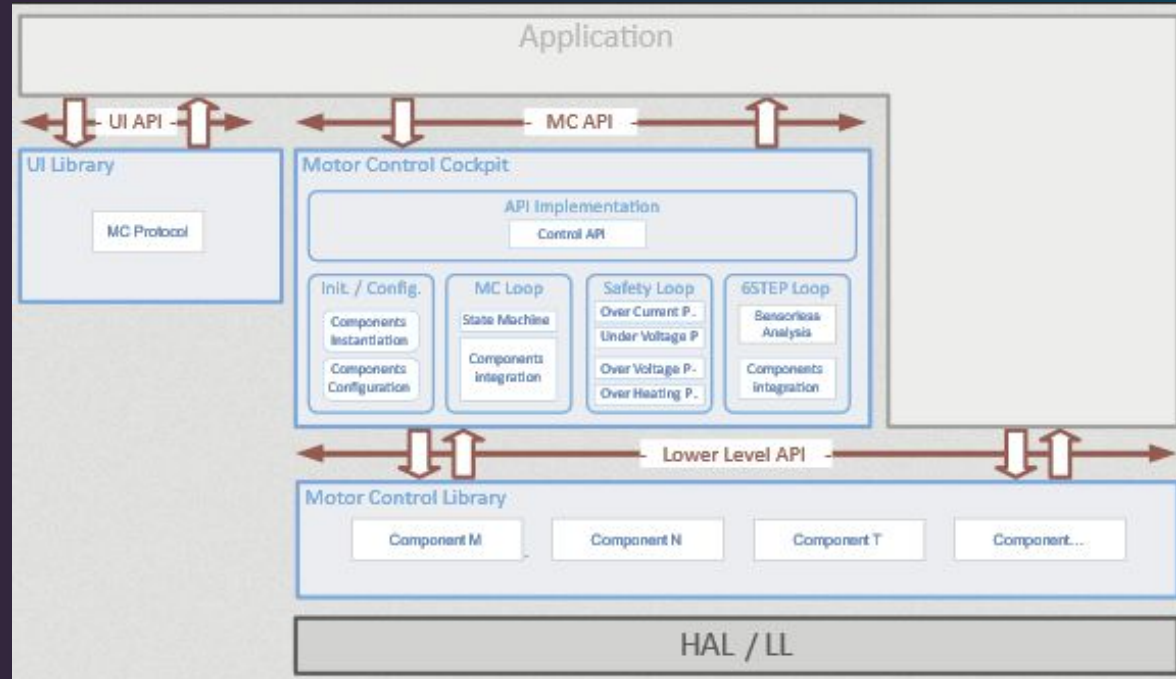 Application
UI API
MC API
UI Library
MC Protocol
Motor Control Cockpit
API Implementation
Control API
Init. / Config.
Components
Instantiation
Components
Configuration
MC Loop
State Machine
Components
integration
Safety Loop
Over Current P.
Under Voltage P
Over Voltage P-
Over Heating P.
6STEP Loop
Sensorless
Analysis
Components
integration
Lower Level API
Motor Control Library
Component M
Component N
Component T
Component...
HAL / LL